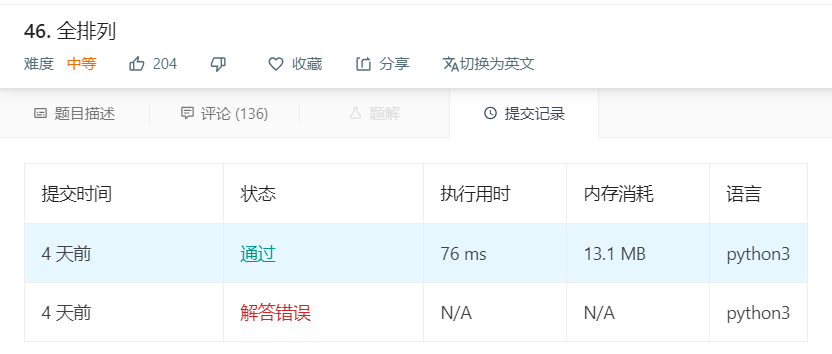 46. 全排列
难度 中等 204 收藏 分享 切换为英文
题目描述 评论 (136) 题解 提交记录
提交时间 状态 执行用时 内存消耗 语言
4 天前 通过 76 ms 13.1 MB python3
4 天前 解答错误 N/A N/A python3